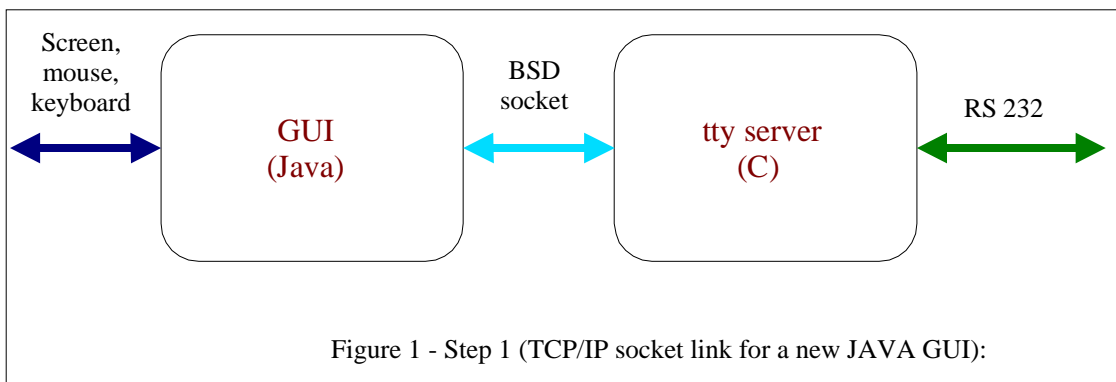 Screen,
mouse,
keyboard
GUI
(Java)
BSD
socket
tty server
(C)
RS 232
Figure 1 - Step 1 (TCP/IP socket link for a new JAVA GUI):